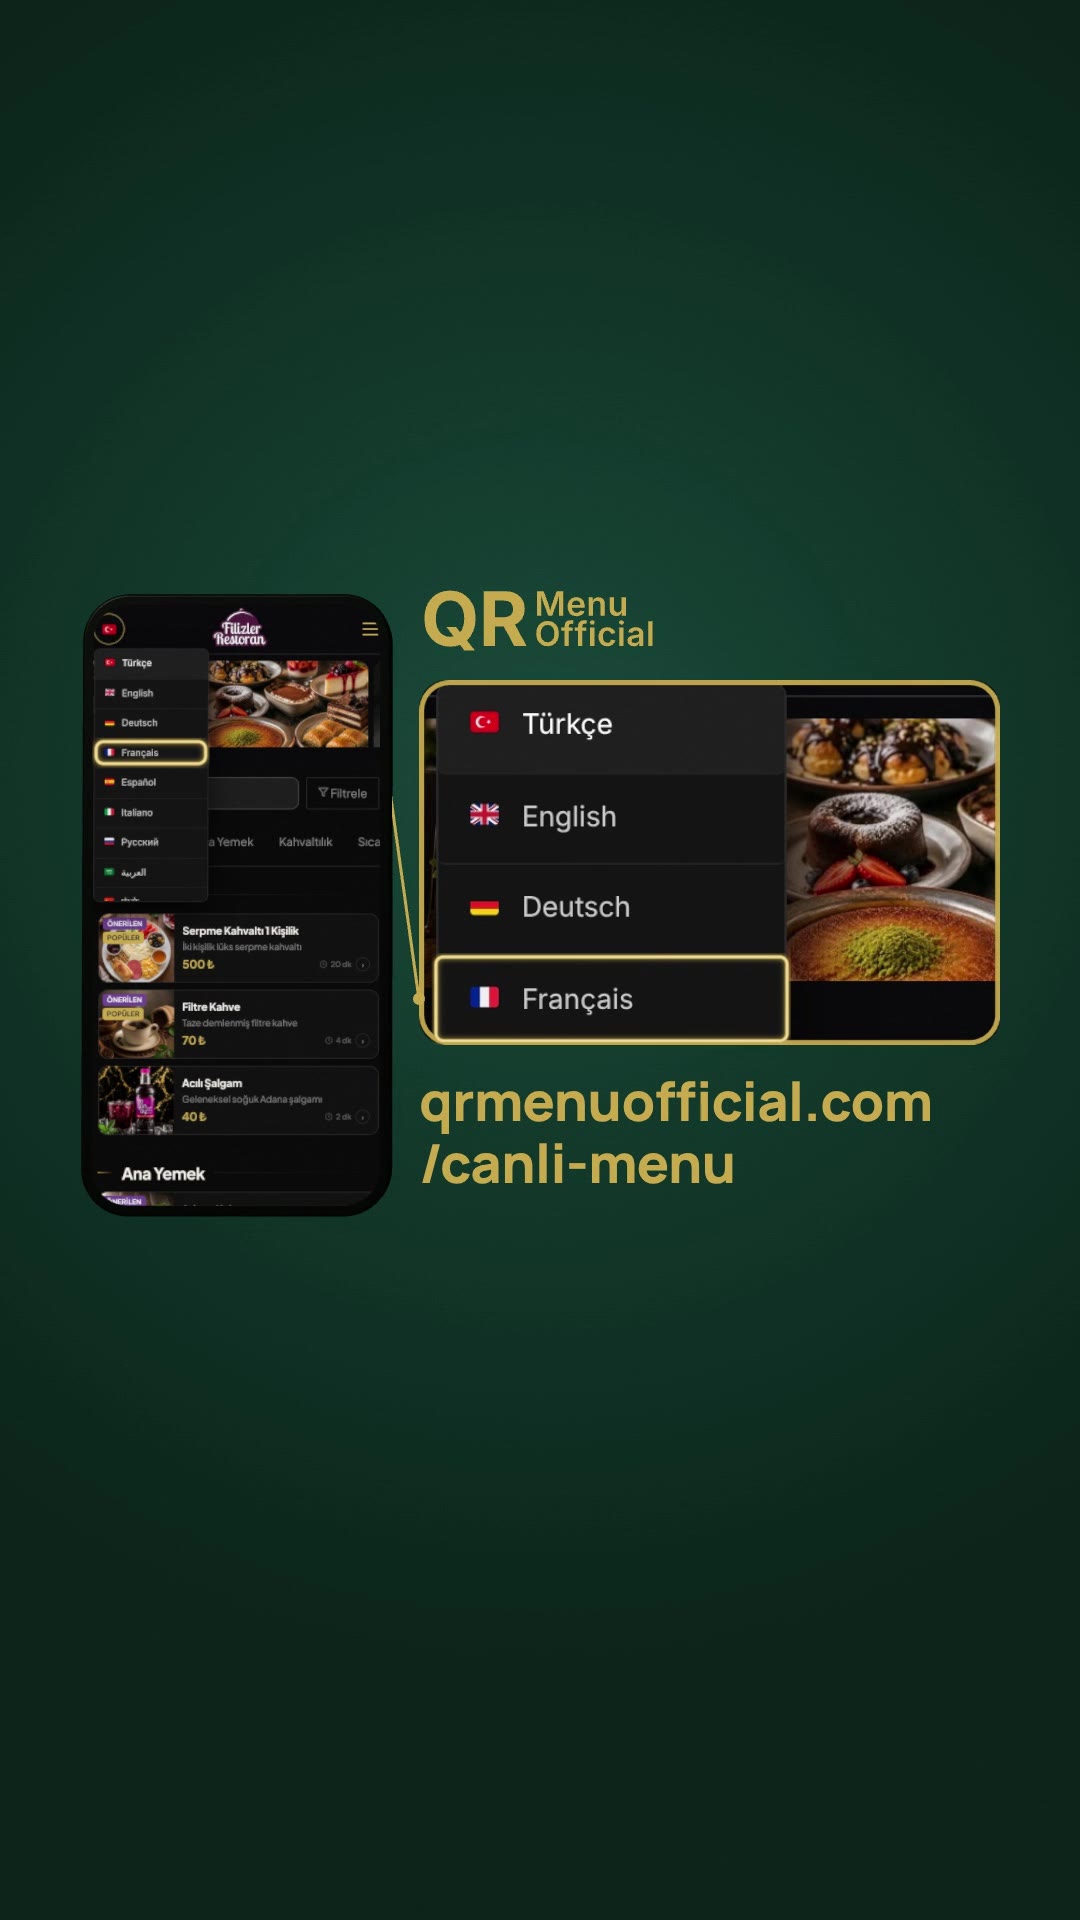 Filizler
Restoran
Türkçe
English
Deutsch
Français
Español
Italiano
Русский
العربية
Filtrele
a Yemek
Kahvaltılık
Sıca
ÖNERİLEN
POPÜLER
Serpme Kahvaltı 1 Kişilik
İki kişilik lüks serpme kahvaltı
500 ₺
20 dk
ÖNERİLEN
POPÜLER
Filtre Kahve
Taze demlenmiş filtre kahve
70 ₺
4 dk
Acılı Şalgam
Geleneksel soğuk Adana şalgamı
40 ₺
2 dk
Ana Yemek
ÖNERİLEN
QR Menu
Official
Türkçe
English
Deutsch
Français
qrmenuofficial.com
/canli-menu